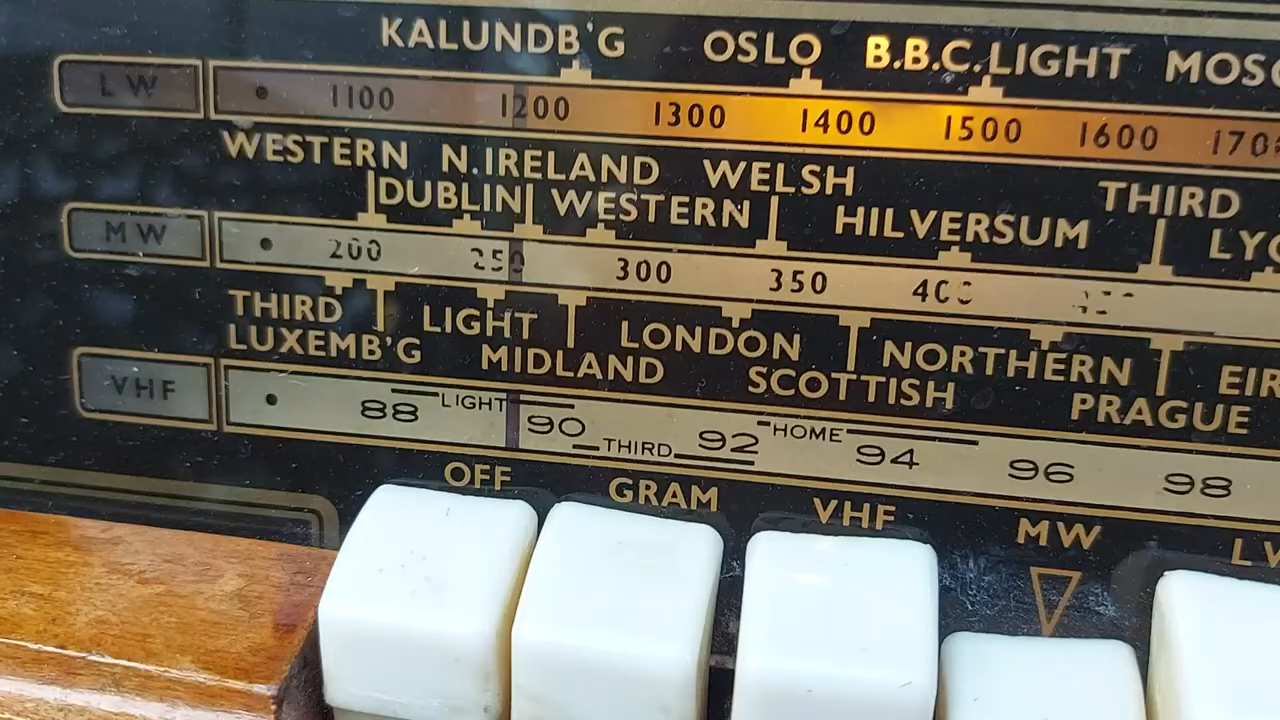 KALUNDB'G OSLO B.B.C.LIGHT
LW 1100 1200 1300 1400 1500 1600
WESTERN N.IRELAND WELSH THIRD
DUBLIN WESTERN HILVERSUM
MW 200 250 300 350 400
THIRD LIGHT LONDON NORTHERN
LUXEMB'G MIDLAND SCOTTISH PRAGUE
VHF 88 LIGHT 90 THIRD 92 HOME 94 96 98
OFF GRAM VHF MW